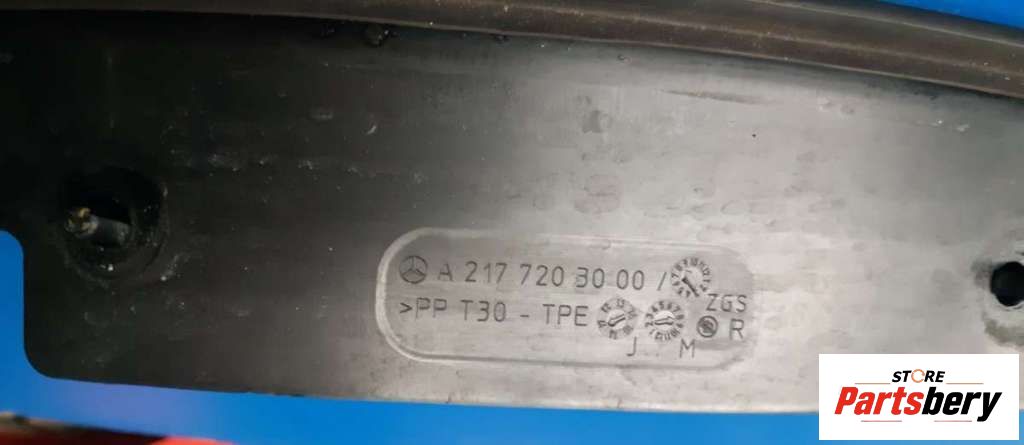 A 217 720 30 00 /
ZGS
>PP T30 - TPE
R
J M
STORE
Partsbery